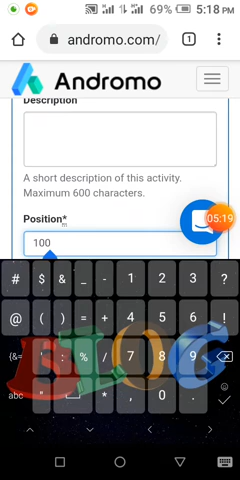 69% 5:18 PM
andromo.com/ 1
Andromo
Description
A short description of this activity.
Maximum 600 characters.
Position*
05:19
100
# $ & _ - 1 2 3 ?
@ ( ) = + 4 5 6 !
{&= ' : % / 7 8 9
abc " * , 0 .
BLOG